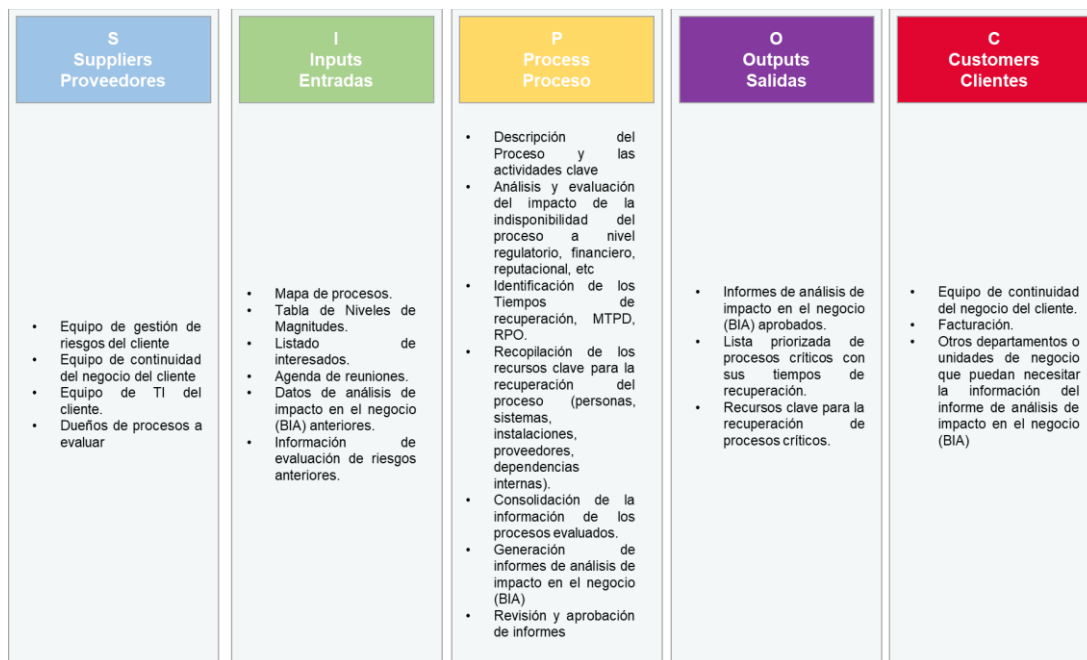 S
Suppliers
Proveedores
• Equipo de gestión de
riesgos del cliente
• Equipo de continuidad
del negocio del cliente
• Equipo de TI del
cliente.
• Dueños de procesos a
evaluar
I
Inputs
Entradas
• Mapa de procesos.
• Tabla de Niveles de
Magnitudes.
• Listado de
interesados.
• Agenda de reuniones.
• Datos de análisis de
impacto en el negocio
(BIA) anteriores.
• Información de
evaluación de riesgos
anteriores.
P
Process
Proceso
• Descripción del
Proceso y las
actividades clave
• Análisis y evaluación
del impacto de la
indisponibilidad del
proceso a nivel
regulatorio, financiero,
reputacional, etc
• Identificación de los
Tiempos de
recuperación, MTPD,
RPO.
• Recopilación de los
recursos clave para la
recuperación del
proceso (personas,
sistemas,
instalaciones,
proveedores,
dependencias
internas).
• Consolidación de la
información de los
procesos evaluados.
• Generación de
informes de análisis de
impacto en el negocio
(BIA)
• Revisión y aprobación
de informes
O
Outputs
Salidas
• Informes de análisis de
impacto en el negocio
(BIA) aprobados.
• Lista priorizada de
procesos críticos con
sus tiempos de
recuperación.
• Recursos clave para la
recuperación de
procesos críticos.
C
Customers
Clientes
• Equipo de continuidad
del negocio del cliente.
• Facturación.
• Otros departamentos o
unidades de negocio
que puedan necesitar
la información del
informe de análisis de
impacto en el negocio
(BIA)